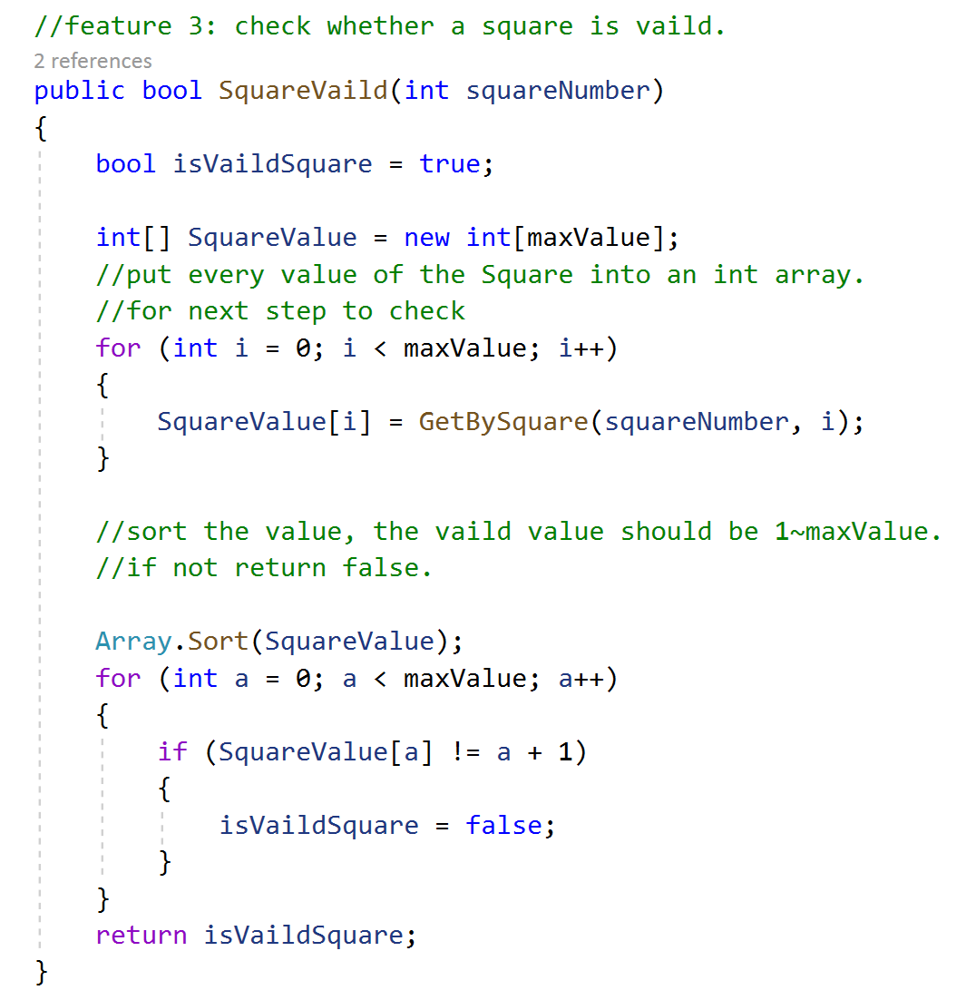 //feature 3: check whether a square is vaild.
2 references
public bool SquareVaild(int squareNumber)
{
bool isVaildSquare = true;
int[] SquareValue = new int[maxValue];
//put every value of the Square into an int array.
//for next step to check
for (int i = 0; i < maxValue; i++)
{
SquareValue[i] = GetBySquare(squareNumber, i);
}
//sort the value, the vaild value should be 1~maxValue.
//if not return false.
Array.Sort(SquareValue);
for (int a = 0; a < maxValue; a++)
{
if (SquareValue[a] != a + 1)
{
isVaildSquare = false;
}
}
return isVaildSquare;
}